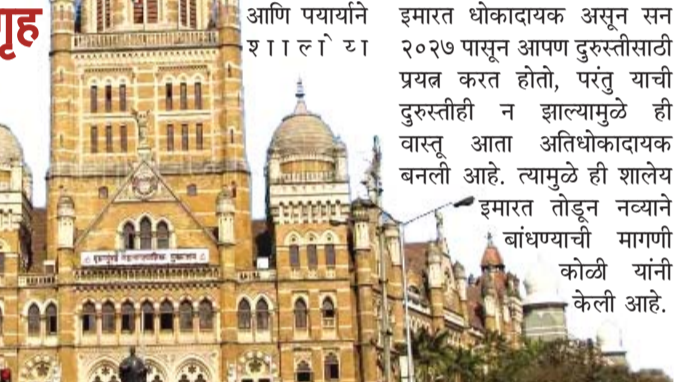 गृह
आणि पर्यायाने
शालेय
इमारत धोकादायक असून सन
२०२७ पासून आपण दुरुस्तीसाठी
प्रयत्न करत होतो, परंतु याची
दुरुस्तीही न झाल्यामुळे ही
वास्तू आता अतिधोकादायक
बनली आहे. त्यामुळे ही शालेय
इमारत तोडून नव्याने
बांधण्याची मागणी
कोळी यांनी
केली आहे.